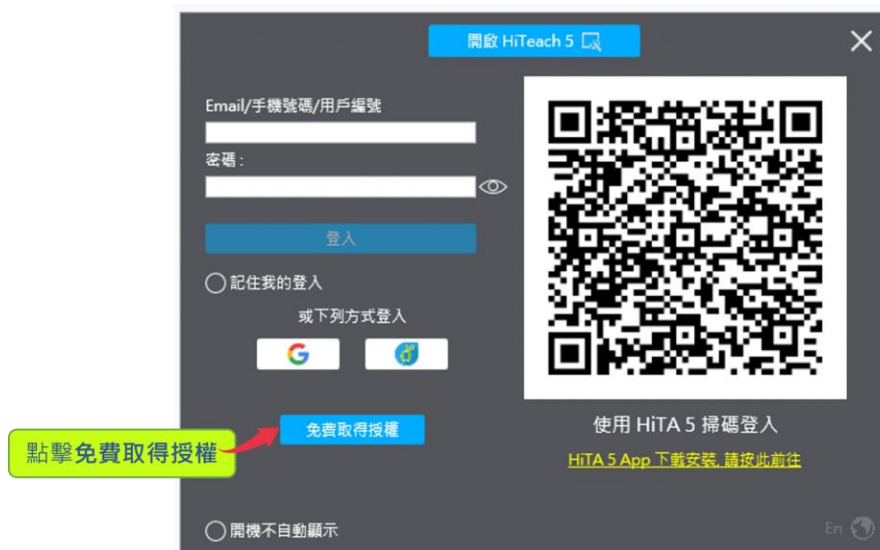 開啟 HiTeach 5
Email/手機號碼/用戶編號
密碼 :
登入
記住我的登入
或下列方式登入
免費取得授權
點擊免費取得授權
開機不自動顯示
使用 HiTA 5 掃碼登入
HiTA 5 App 下載安裝, 請按此前往
En